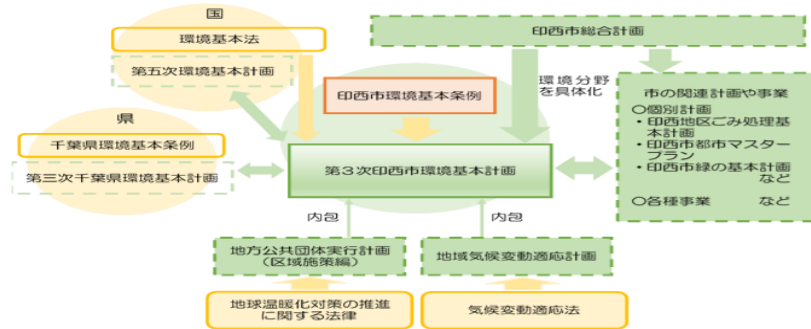 国
環境基本法
第五次環境基本計画
県
千葉県環境基本条例
第三次千葉県環境基本計画
印西市総合計画
環境分野
を具体化
印西市環境基本条例
第3次印西市環境基本計画
市の関連計画や事業
○個別計画
・印西地区ごみ処理基
本計画
・印西市都市マスター
プラン
・印西市緑の基本計画
など
○各種事業 など
内包
内包
地方公共団体実行計画
(区域施策編)
地域気候変動適応計画
地球温暖化対策の推進
に関する法律
気候変動適応法